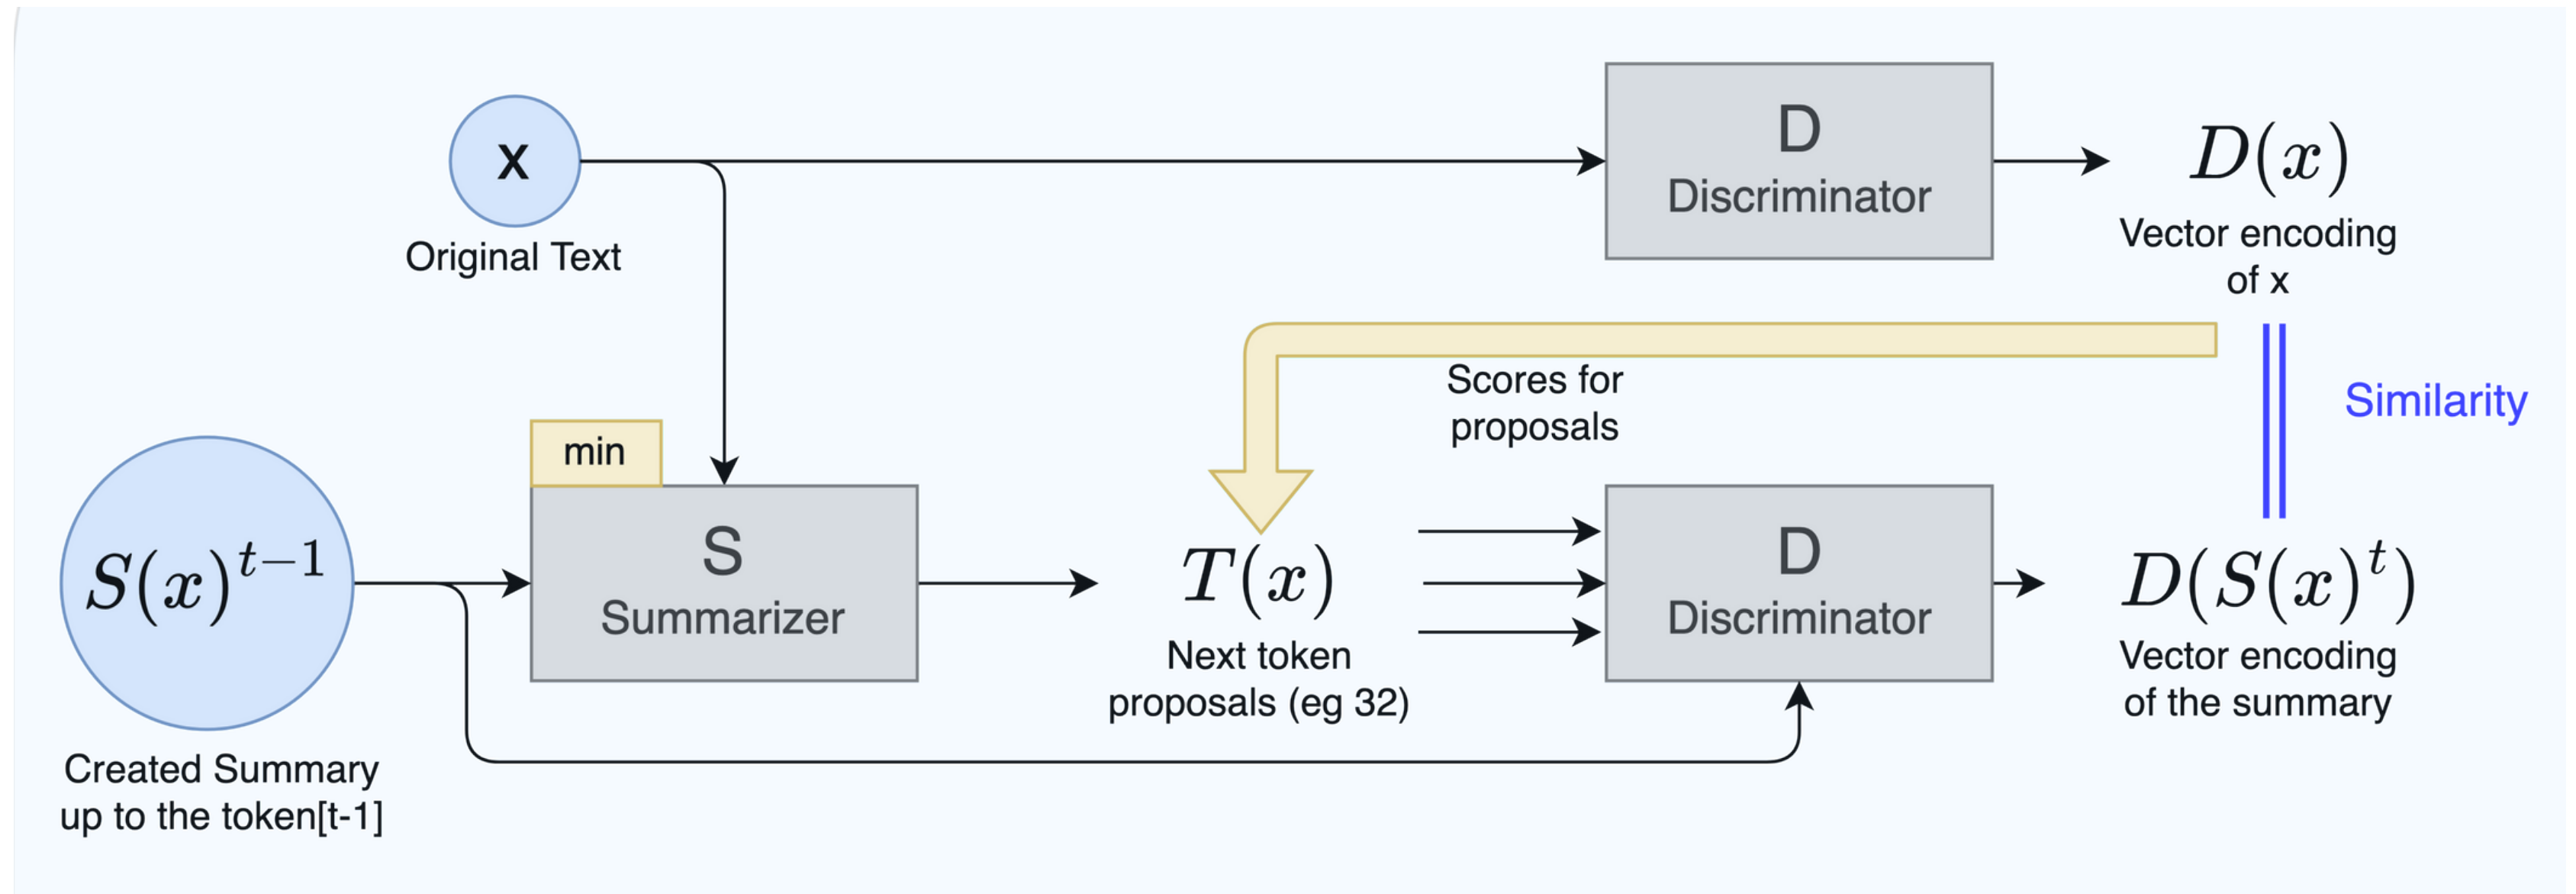 X
Original Text
D
Discriminator
D(x)
Vector encoding
of x
Scores for
proposals
Similarity
min
S(x)^{t-1}
Created Summary
up to the token[t-1]
S
Summarizer
T(x)
Next token
proposals (eg 32)
D
Discriminator
D(S(x)^t)
Vector encoding
of the summary